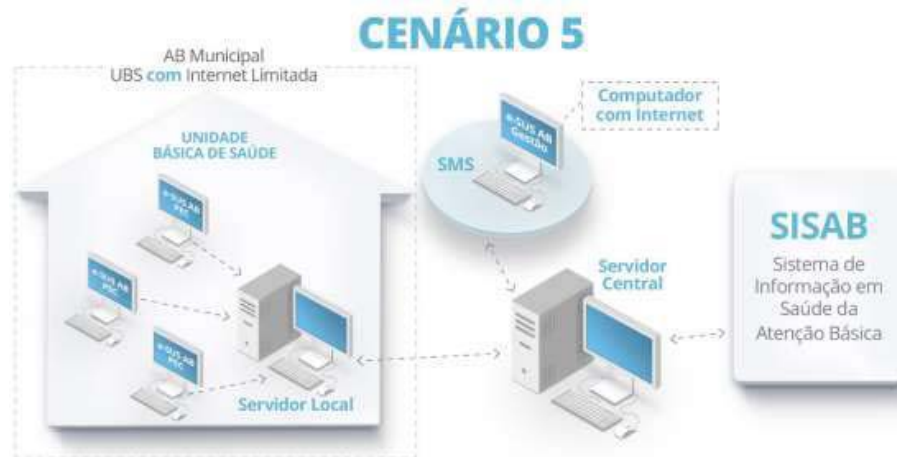 CENÁRIO 5
AB Municipal
UBS com Internet Limitada
UNIDADE
BÁSICA DE SAÚDE
e-SUS AB
PEC
e-SUS AB
PEC
e-SUS AB
PEC
Servidor Local
e-SUS AB
Gestão
SMS
Computador
com Internet
Servidor
Central
SISAB
Sistema de
Informação em
Saúde da
Atenção Básica